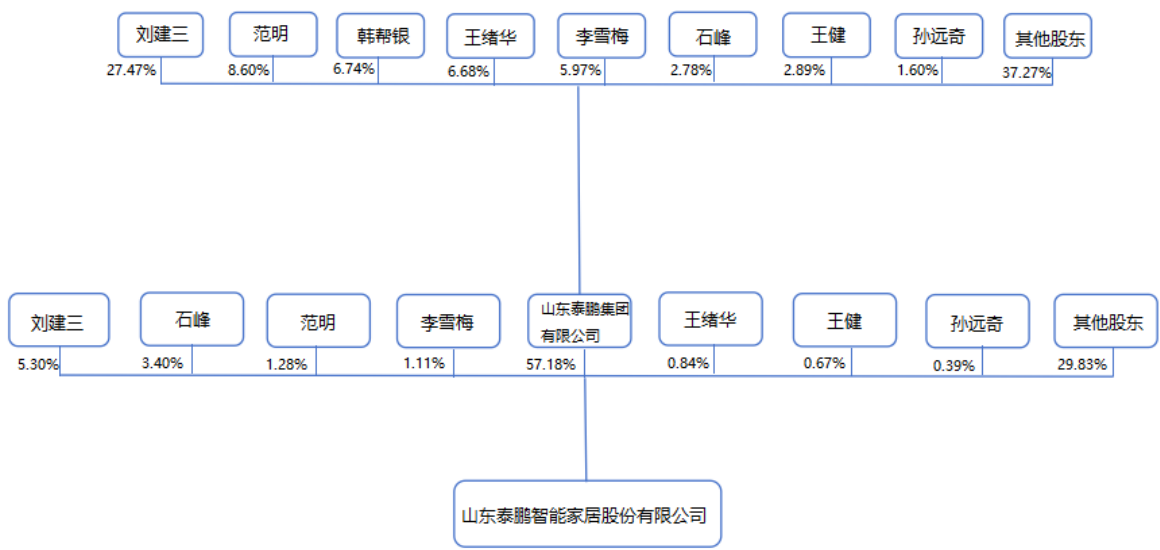 刘建三
范明
韩帮银
王绪华
李雪梅
石峰
王健
孙远奇
其他股东
27.47%
8.60%
6.74%
6.68%
5.97%
2.78%
2.89%
1.60%
37.27%
刘建三
石峰
范明
李雪梅
山东泰鹏集团
有限公司
王绪华
王健
孙远奇
其他股东
5.30%
3.40%
1.28%
1.11%
57.18%
0.84%
0.67%
0.39%
29.83%
山东泰鹏智能家居股份有限公司